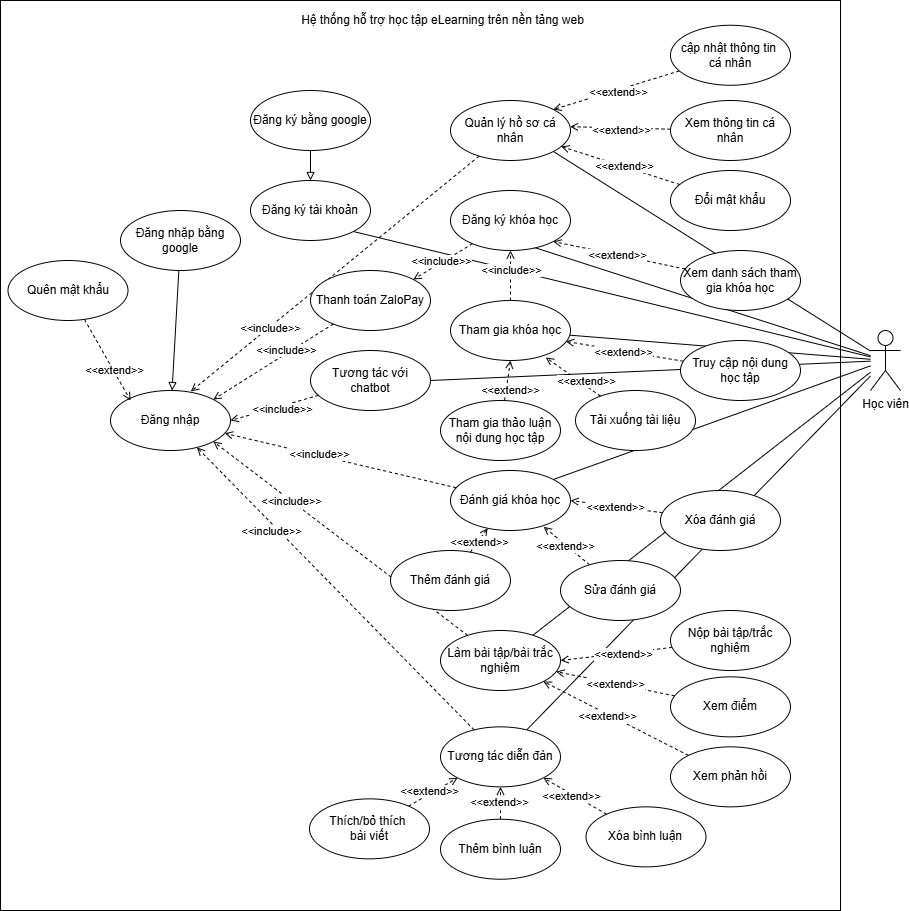 Hệ thống hỗ trợ học tập eLearning trên nền tảng web
cập nhật thông tin
cá nhân
<<extend>>
Đăng ký bằng google
Quản lý hồ sơ cá
nhân
<<extend>>
Xem thông tin cá
nhân
<<extend>>
Đổi mật khẩu
Đăng ký tài khoản
Đăng ký khóa học
Đăng nhập bằng
google
<<include>>
<<extend>>
<<include>>
Xem danh sách tham
gia khóa học
Quên mật khẩu
Thanh toán ZaloPay
<<include>>
<<include>>
Tham gia khóa học
<<extend>>
Truy cập nội dung
học tập
<<extend>>
Tương tác với
chatbot
<<extend>>
<<extend>>
Học viên
<<include>>
Đăng nhập
Tham gia thảo luận
nội dung học tập
Tải xuống tài liệu
<<include>>
Đánh giá khóa học
<<include>>
<<extend>>
Xóa đánh giá
<<include>>
<<extend>>
<<extend>>
Thêm đánh giá
Sửa đánh giá
Nộp bài tập/trắc
nghiệm
Làm bài tập/bài trắc
nghiệm
<<extend>>
<<extend>>
Xem điểm
<<extend>>
Tương tác diễn đàn
Xem phản hồi
<<extend>>
<<extend>>
<<extend>>
Thích/bỏ thích
bài viết
Thêm bình luận
Xóa bình luận